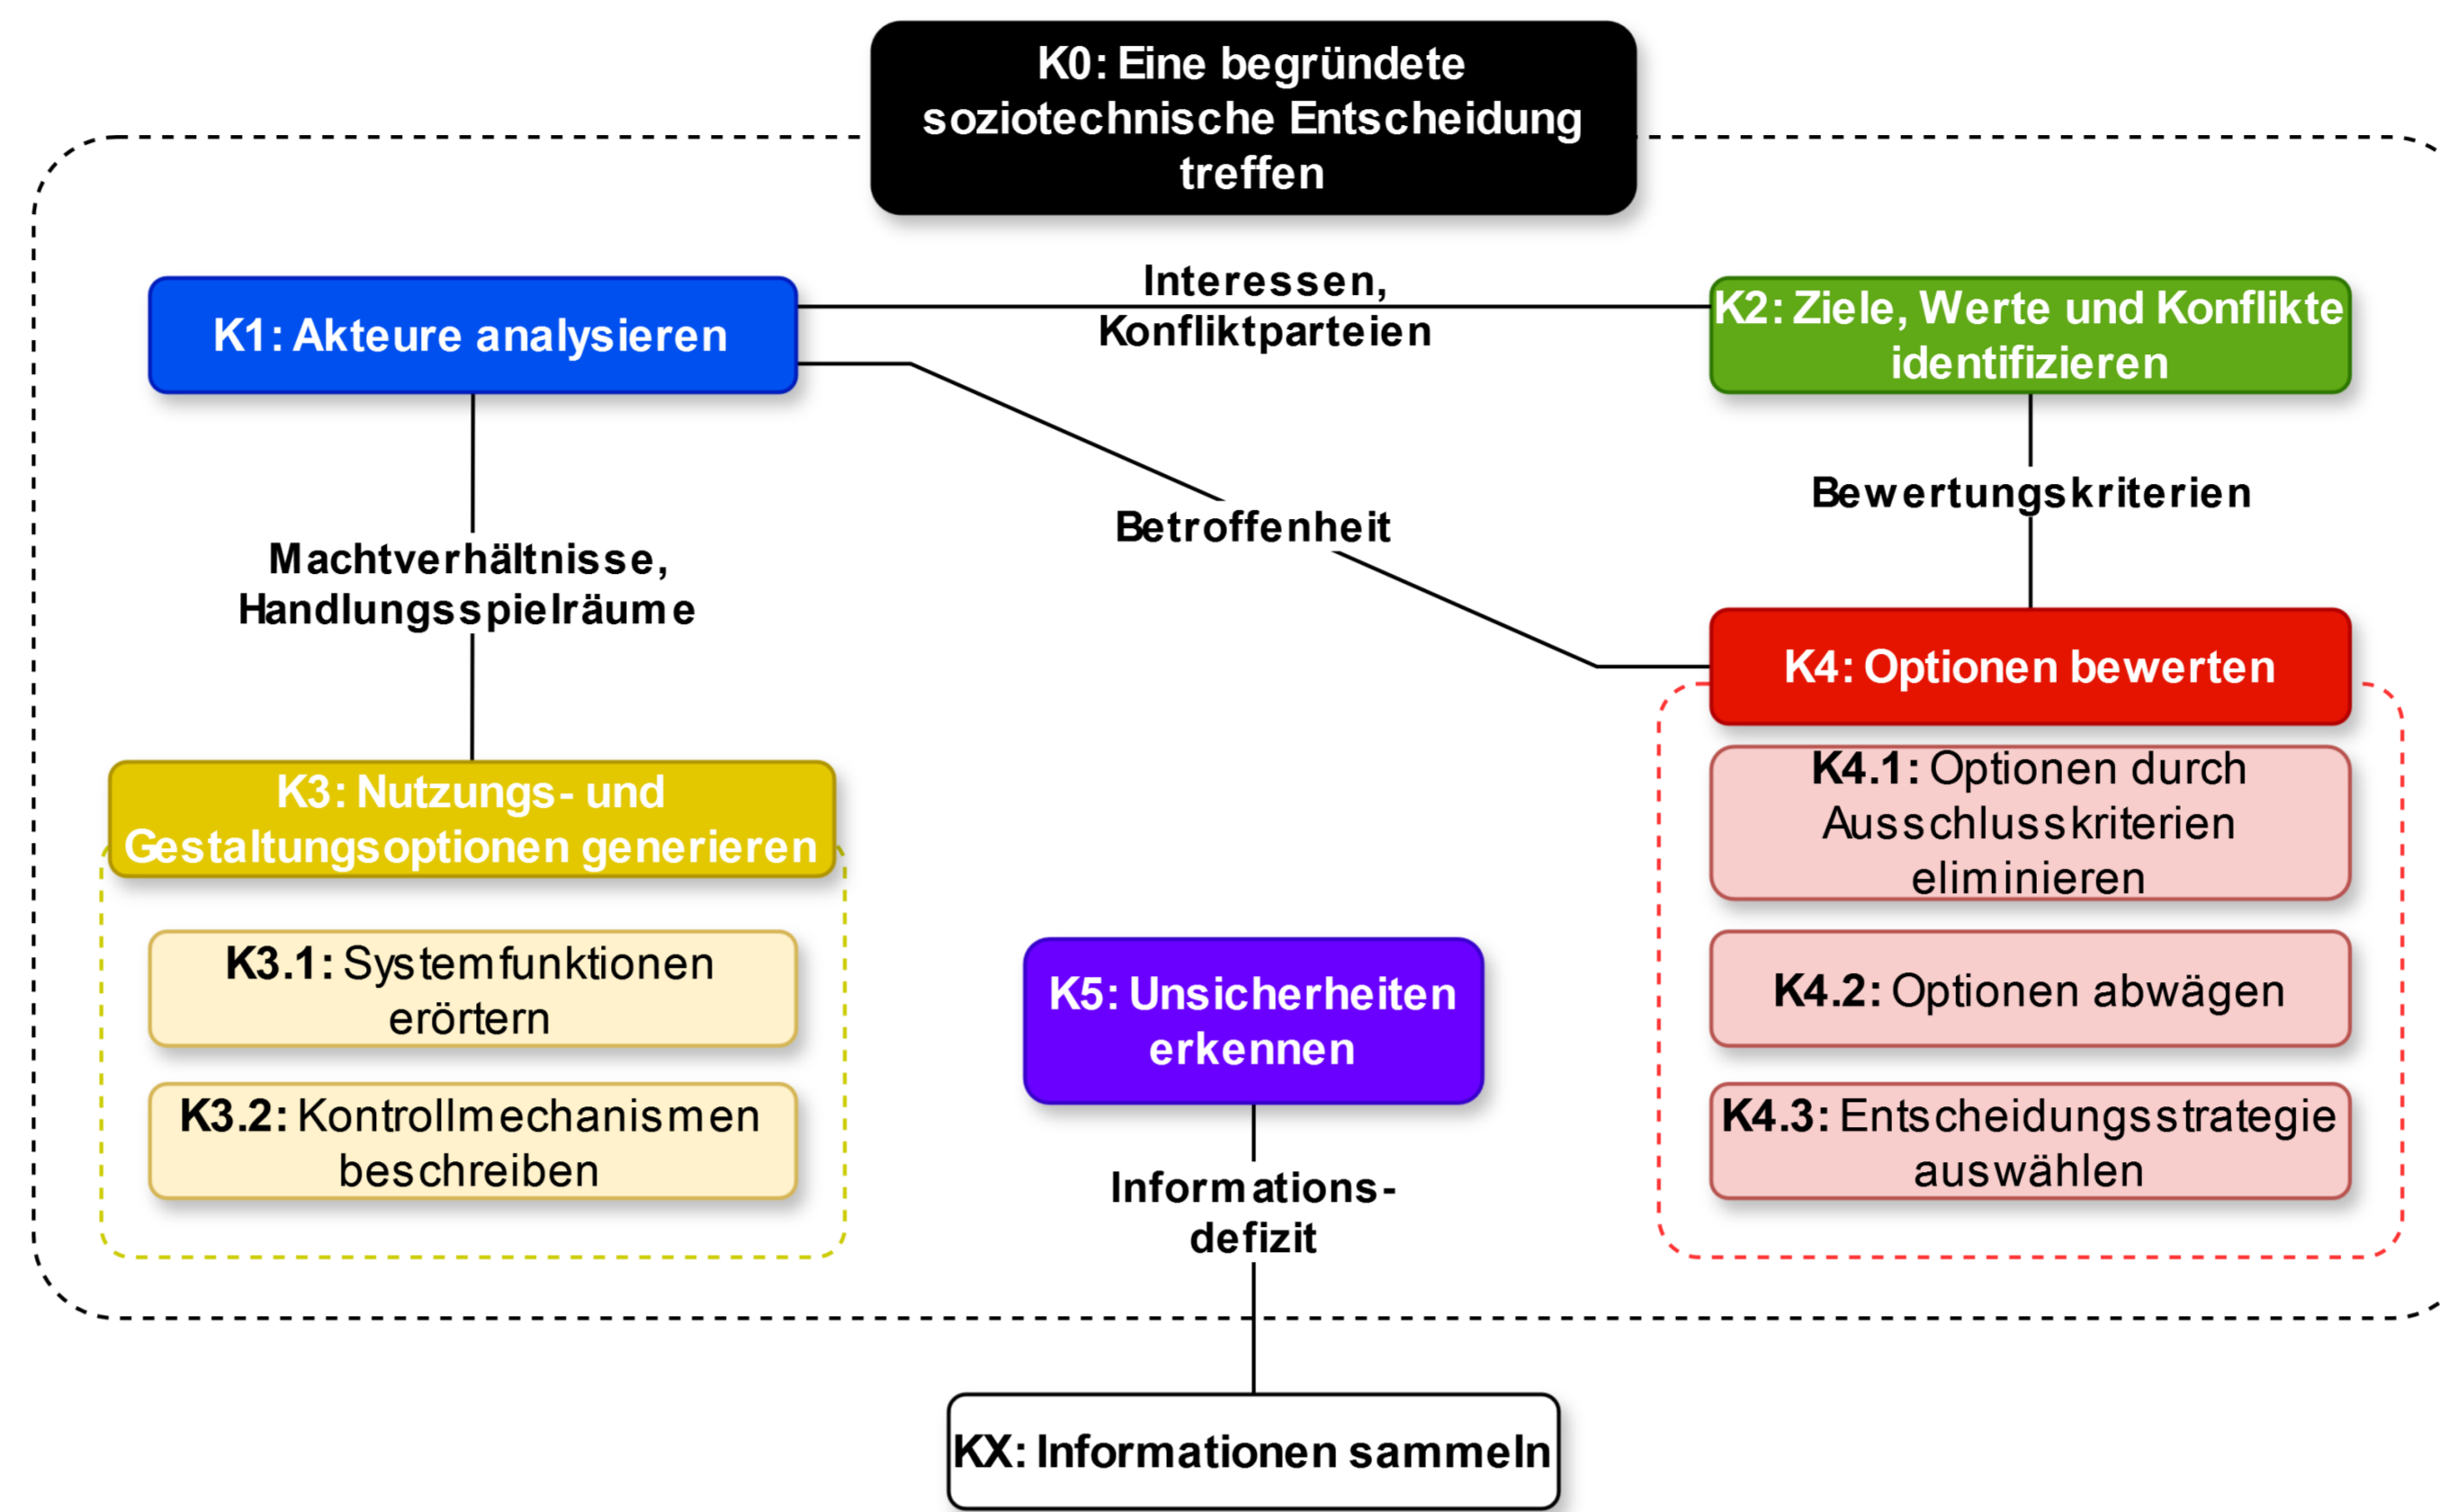 K0: Eine begründete
soziotechnische Entscheidung
treffen
K1: Akteure analysieren
Interessen,
Konfliktparteien
K2: Ziele, Werte und Konflikte
identifizieren
Machtverhältnisse,
Handlungsspielräume
Betroffenheit
Bewertungskriterien
K3: Nutzungs- und
Gestaltungsoptionen generieren
K3.1: Systemfunktionen
erörtern
K3.2: Kontrollmechanismen
beschreiben
K4: Optionen bewerten
K4.1: Optionen durch
Ausschlusskriterien
eliminieren
K4.2: Optionen abwägen
K4.3: Entscheidungsstrategie
auswählen
K5: Unsicherheiten
erkennen
Informations-
defizit
KX: Informationen sammeln